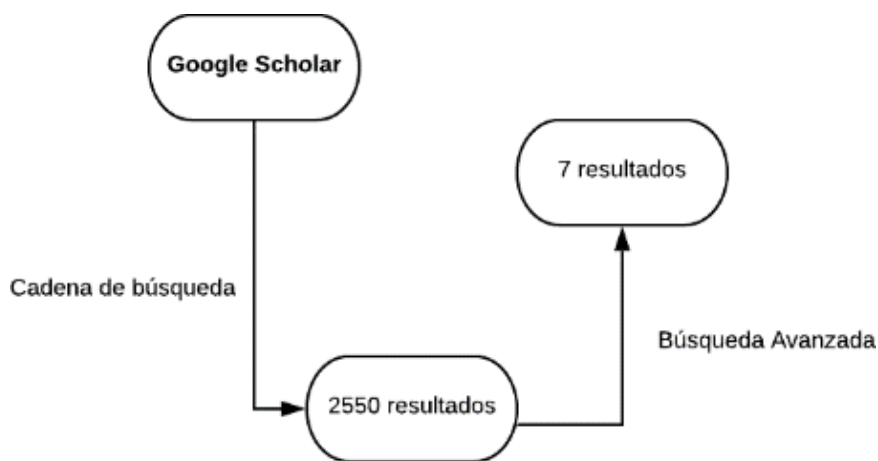 Google Scholar
7 resultados
Cadena de búsqueda
Búsqueda Avanzada
2550 resultados